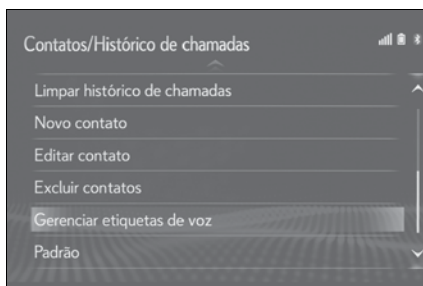 Contatos/Histórico de chamadas
Limpar histórico de chamadas
Novo contato
Editar contato
Excluir contatos
Gerenciar etiquetas de voz
Padrão